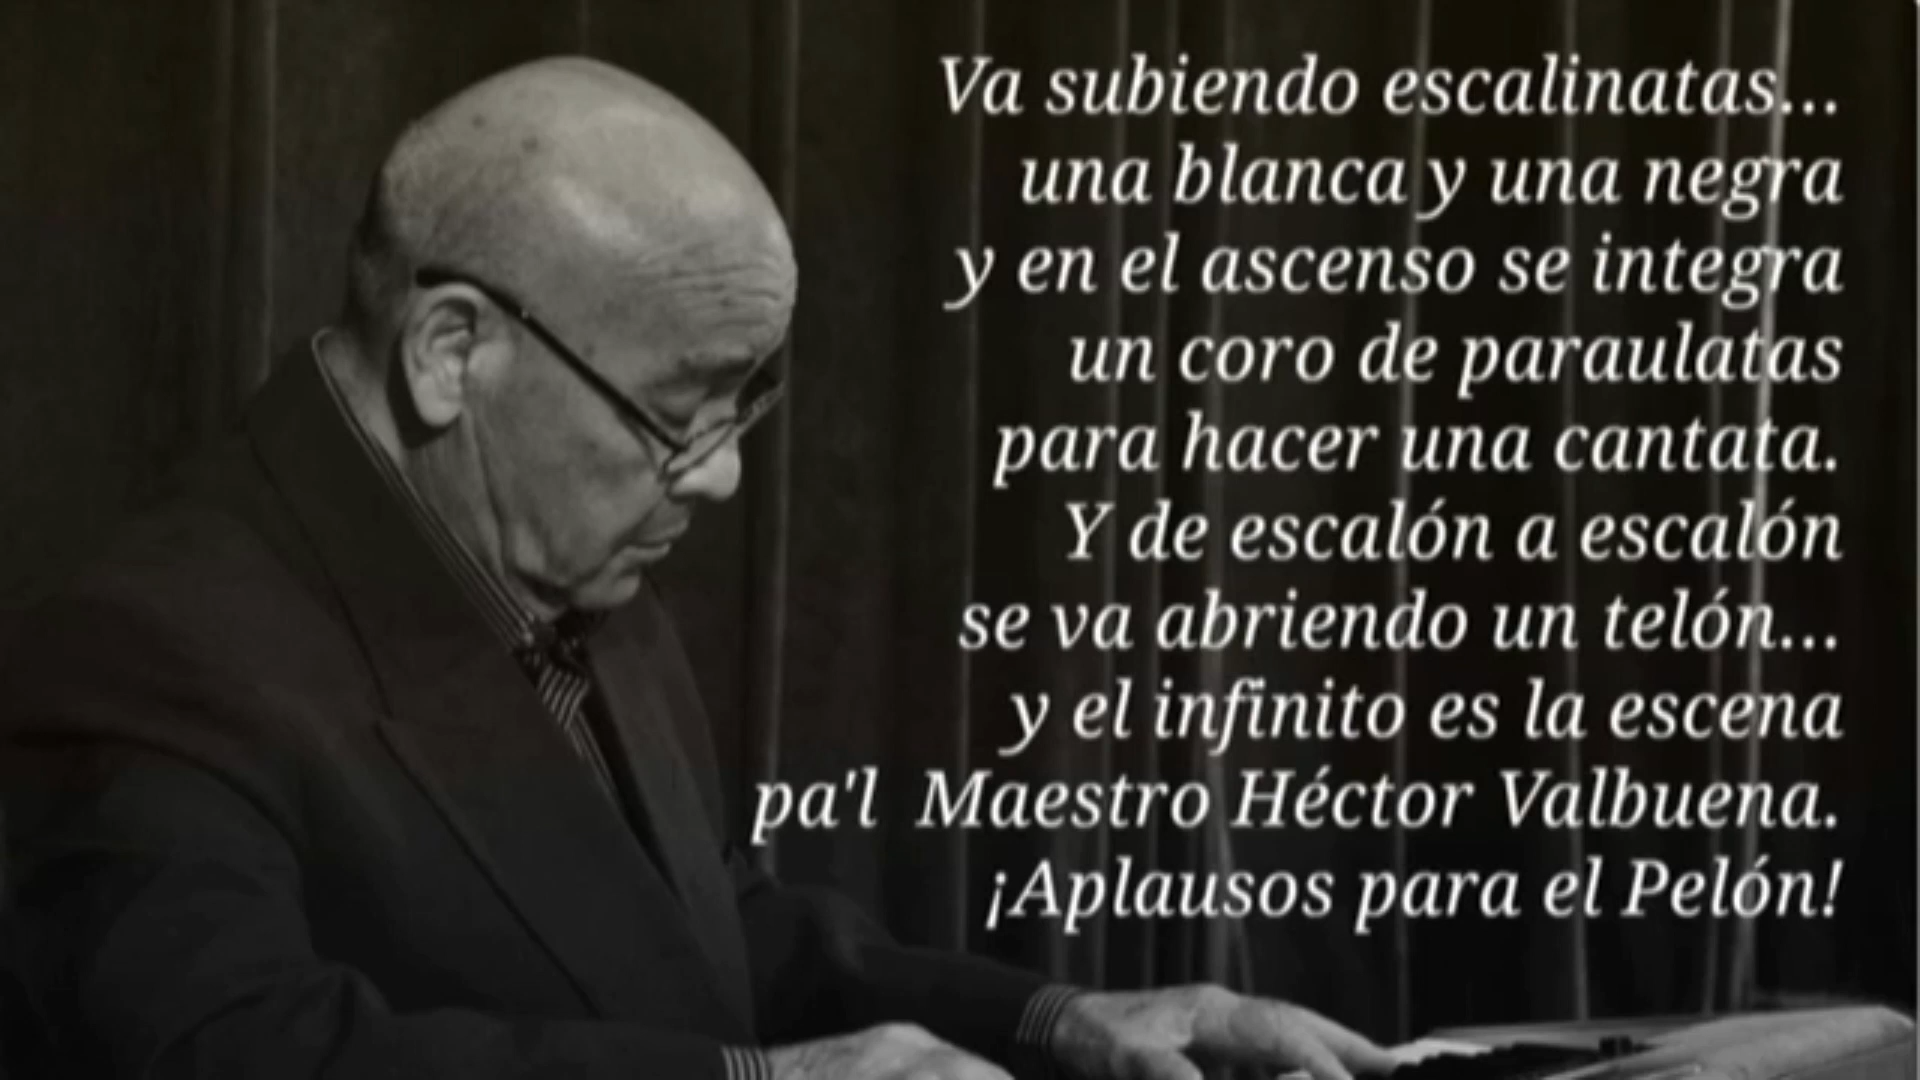 Va subiendo escalinatas...
una blanca y una negra
y en el ascenso se integra
un coro de paraulatas
para hacer una cantata.
Y de escalón a escalón
se va abriendo un telón...
y el infinito es la escena
pa'l Maestro Héctor Valbuena.
¡Aplausos para el Pelón!